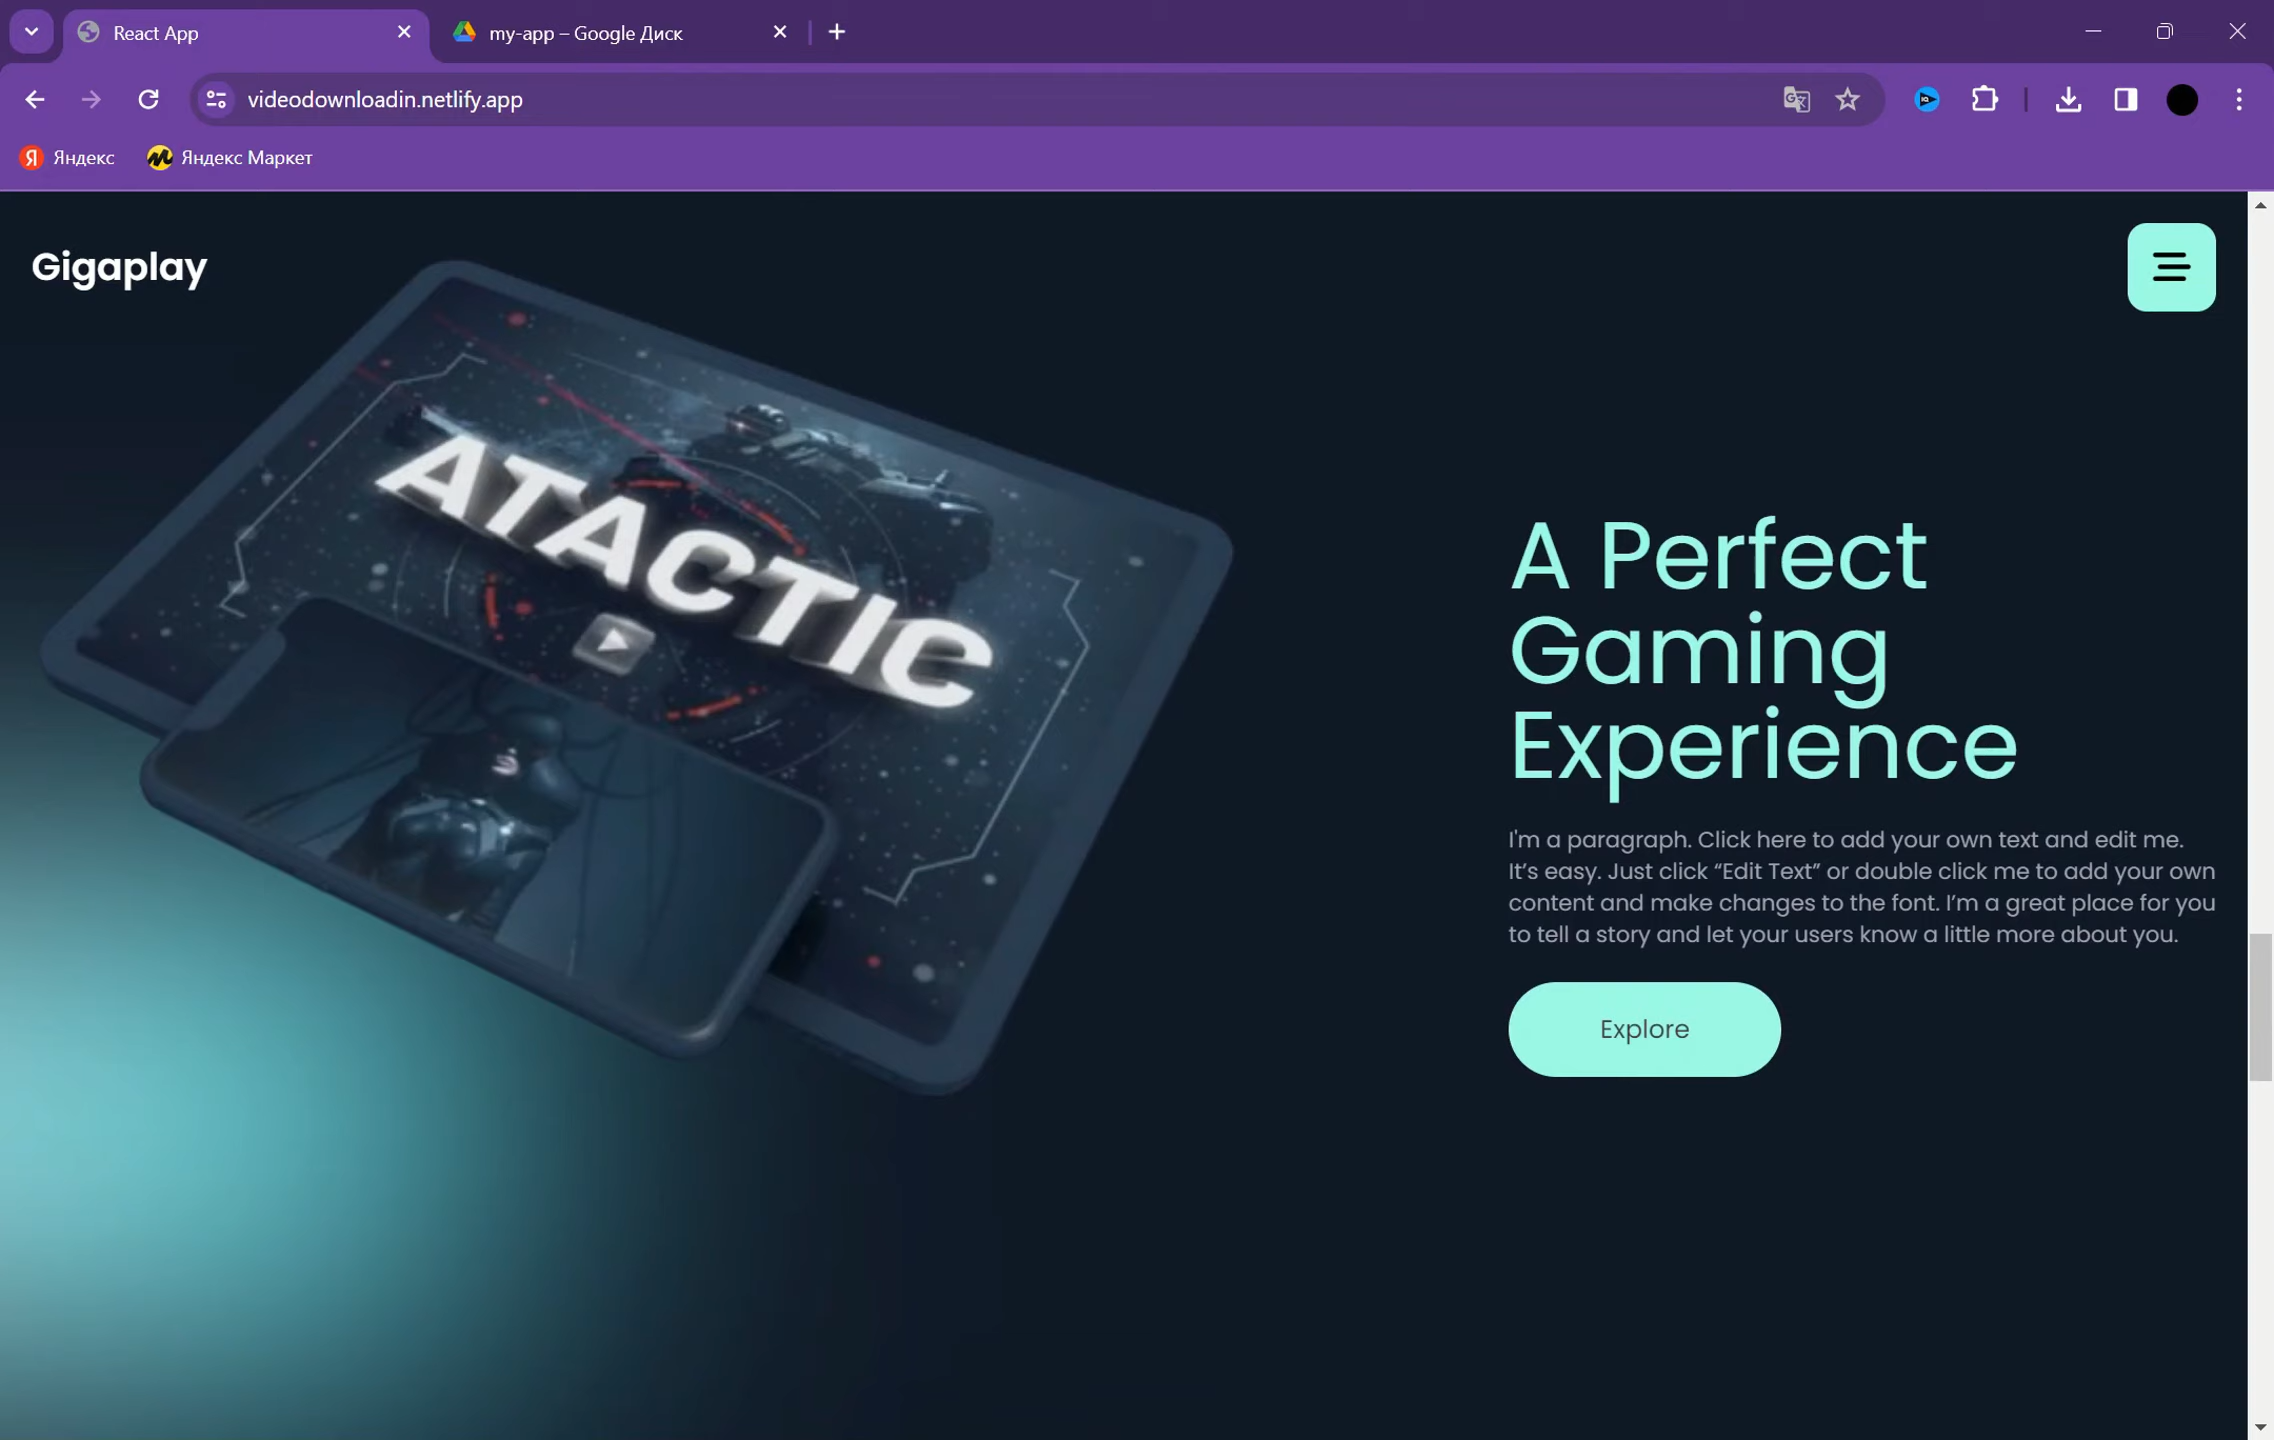 React App
my-app – Google Диск
videodownloadin.netlify.app
Яндекс
Яндекс Маркет
Gigaplay
ATACTIC
A Perfect
Gaming
Experience
I'm a paragraph. Click here to add your own text and edit me.
It’s easy. Just click “Edit Text” or double click me to add your own
content and make changes to the font. I’m a great place for you
to tell a story and let your users know a little more about you.
Explore